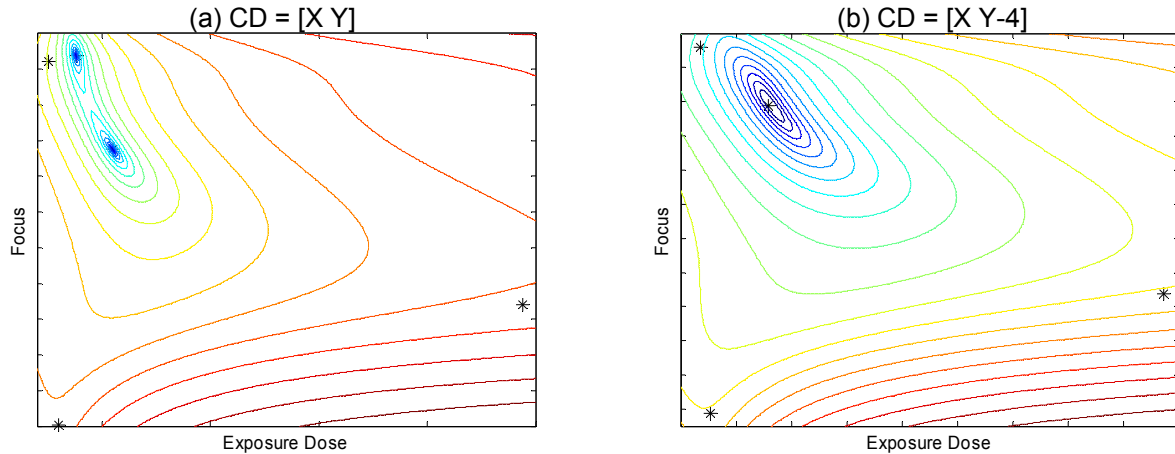 (a) CD = [X Y]
Focus
Exposure Dose
(b) CD = [X Y-4]
Focus
Exposure Dose